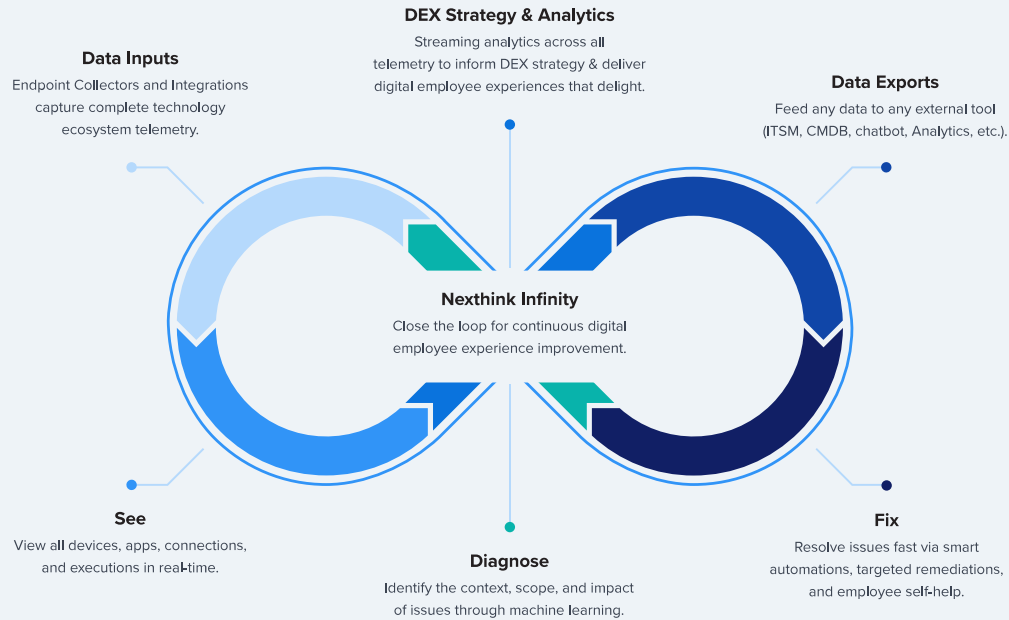 DEX Strategy & Analytics
Streaming analytics across all
telemetry to inform DEX strategy & deliver
digital employee experiences that delight.
Data Inputs
Endpoint Collectors and Integrations
capture complete technology
ecosystem telemetry.
Data Exports
Feed any data to any external tool
(ITSM, CMDB, chatbot, Analytics, etc.).
Nexthink Infinity
Close the loop for continuous digital
employee experience improvement.
See
View all devices, apps, connections,
and executions in real-time.
Diagnose
Identify the context, scope, and impact
of issues through machine learning.
Fix
Resolve issues fast via smart
automations, targeted remediations,
and employee self-help.